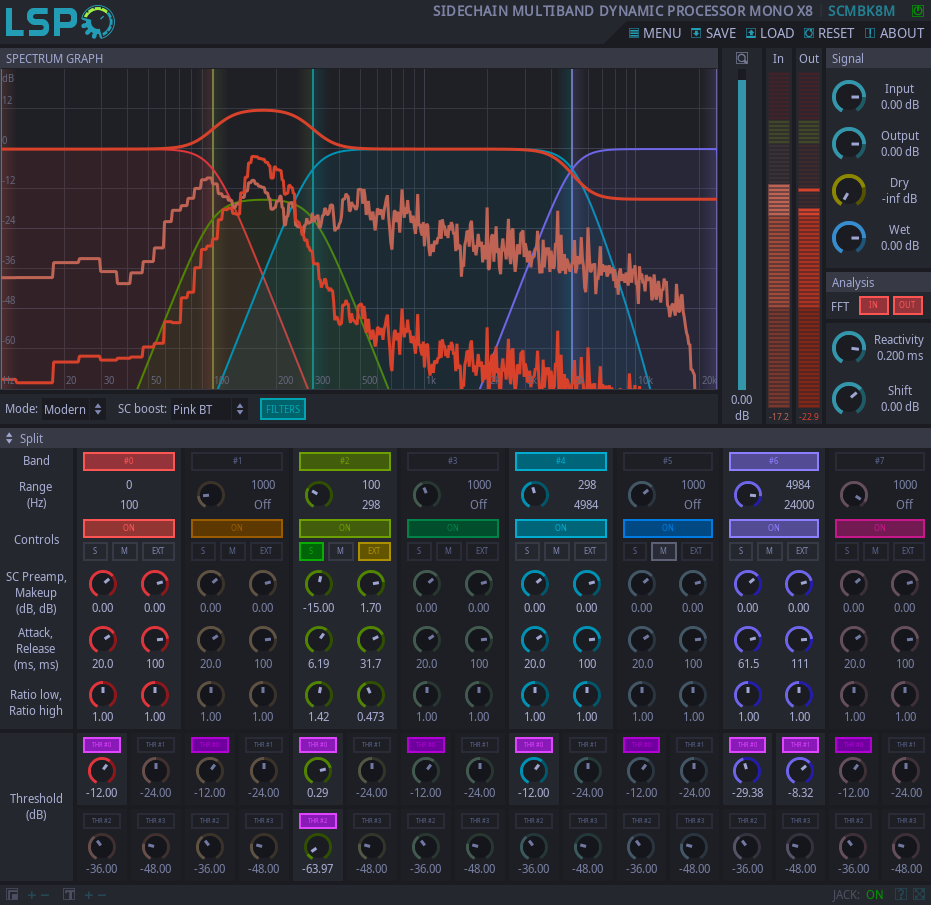 LSP
SIDECHAIN MULTIBAND DYNAMIC PROCESSOR MONO X8 SCMBK8M
MENU SAVE LOAD RESET ABOUT
SPECTRUM GRAPH
In Out Signal
dB
12
0
-12
-24
-36
-48
-60
Hz 20 30 50 100 200 300 500 1k 10k 20k
0.00
dB
-17.2 -22.9
Input
0.00 dB
Output
0.00 dB
Dry
-inf dB
Wet
0.00 dB
Analysis
FFT IN OUT
Reactivity
0.200 ms
Shift
0.00 dB
Mode: Modern SC boost: Pink BT FILTERS
Split
Band #0 #1 #2 #3 #4 #5 #6 #7
Range
(Hz)
0 1000 100 1000 298 1000 4984 1000
100 Off 298 Off 4984 Off 24000 Off
Controls
ON ON ON ON ON ON ON ON
S M EXT S M EXT S M EXT S M EXT S M EXT S M EXT S M EXT S M EXT
SC Preamp,
Makeup
(dB, dB)
0.00 0.00 0.00 0.00 -15.00 1.70 0.00 0.00 0.00 0.00 0.00 0.00 0.00 0.00 0.00 0.00
Attack,
Release
(ms, ms)
20.0 100 20.0 100 6.19 31.7 20.0 100 20.0 100 20.0 100 61.5 111 20.0 100
Ratio low,
Ratio high
1.00 1.00 1.00 1.00 1.42 0.473 1.00 1.00 1.00 1.00 1.00 1.00 1.00 1.00 1.00 1.00
Threshold
(dB)
THR #0 THR #1 THR #0 THR #1 THR #0 THR #1 THR #0 THR #1 THR #0 THR #1 THR #0 THR #1 THR #0 THR #1 THR #0 THR #1
-12.00 -24.00 -12.00 -24.00 0.29 -24.00 -12.00 -24.00 -12.00 -24.00 -12.00 -24.00 -29.38 -8.32 -12.00 -24.00
THR #2 THR #3 THR #2 THR #3 THR #2 THR #3 THR #2 THR #3 THR #2 THR #3 THR #2 THR #3 THR #2 THR #3 THR #2 THR #3
-36.00 -48.00 -36.00 -48.00 -63.97 -48.00 -36.00 -48.00 -36.00 -48.00 -36.00 -48.00 -36.00 -48.00 -36.00 -48.00
+ − T + − JACK: ON ?